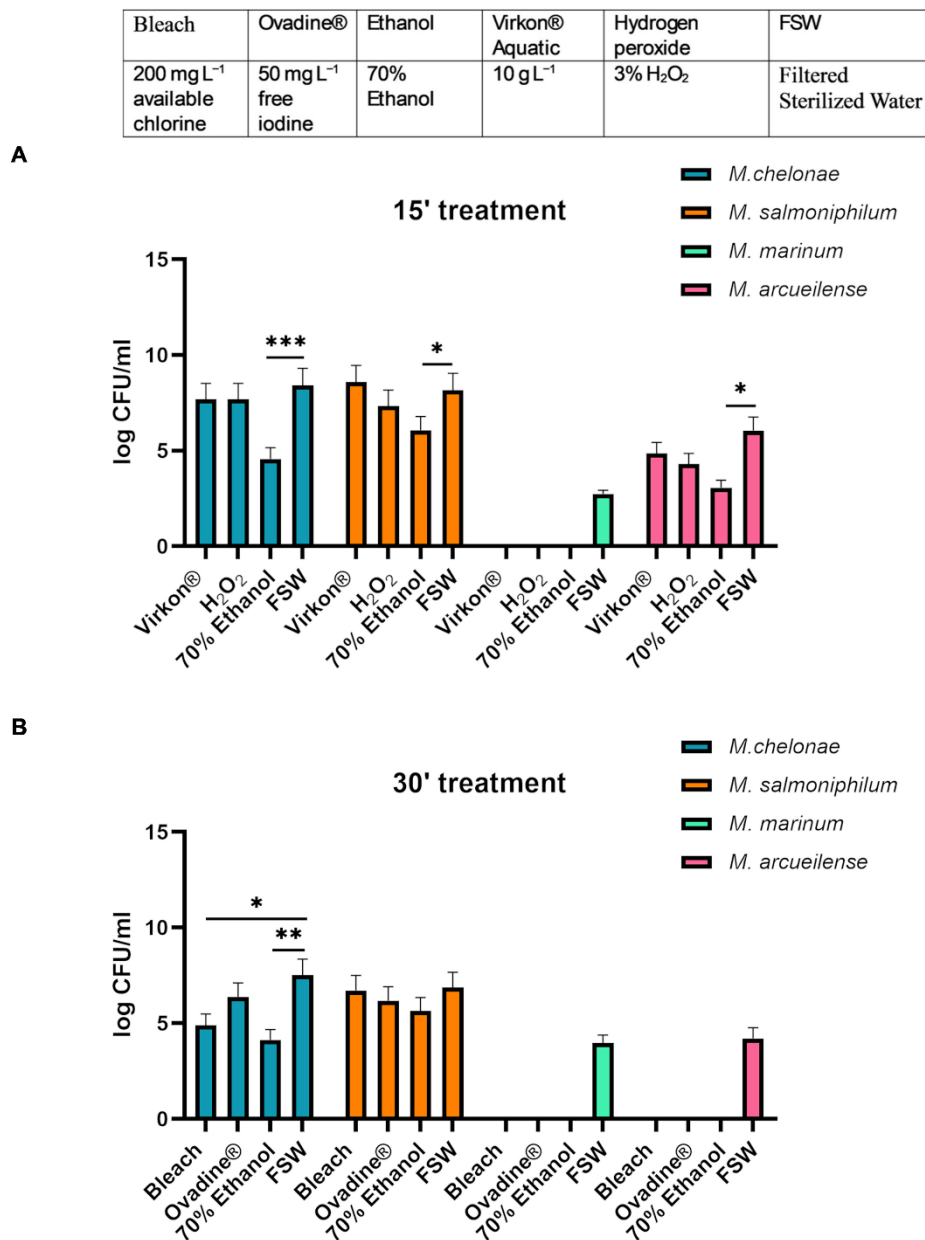 Bleach Ovadine® Ethanol Virkon® Aquatic Hydrogen peroxide FSW
200 mg L⁻¹ available chlorine 50 mg L⁻¹ free iodine 70% Ethanol 10 g L⁻¹ 3% H₂O₂ Filtered Sterilized Water
A
M.chelonae
M. salmoniphilum
M. marinum
M. arcueilense
15' treatment
log CFU/ml
15
10
5
0
***
*
*
Virkon® H₂O₂ 70% Ethanol FSW Virkon® H₂O₂ 70% Ethanol FSW Virkon® H₂O₂ 70% Ethanol FSW Virkon® H₂O₂ 70% Ethanol FSW
B
M.chelonae
M. salmoniphilum
M. marinum
M. arcueilense
30' treatment
log CFU/ml
15
10
5
0
*
**
Bleach Ovadine® 70% Ethanol FSW Bleach Ovadine® 70% Ethanol FSW Bleach Ovadine® 70% Ethanol FSW Bleach Ovadine® 70% Ethanol FSW